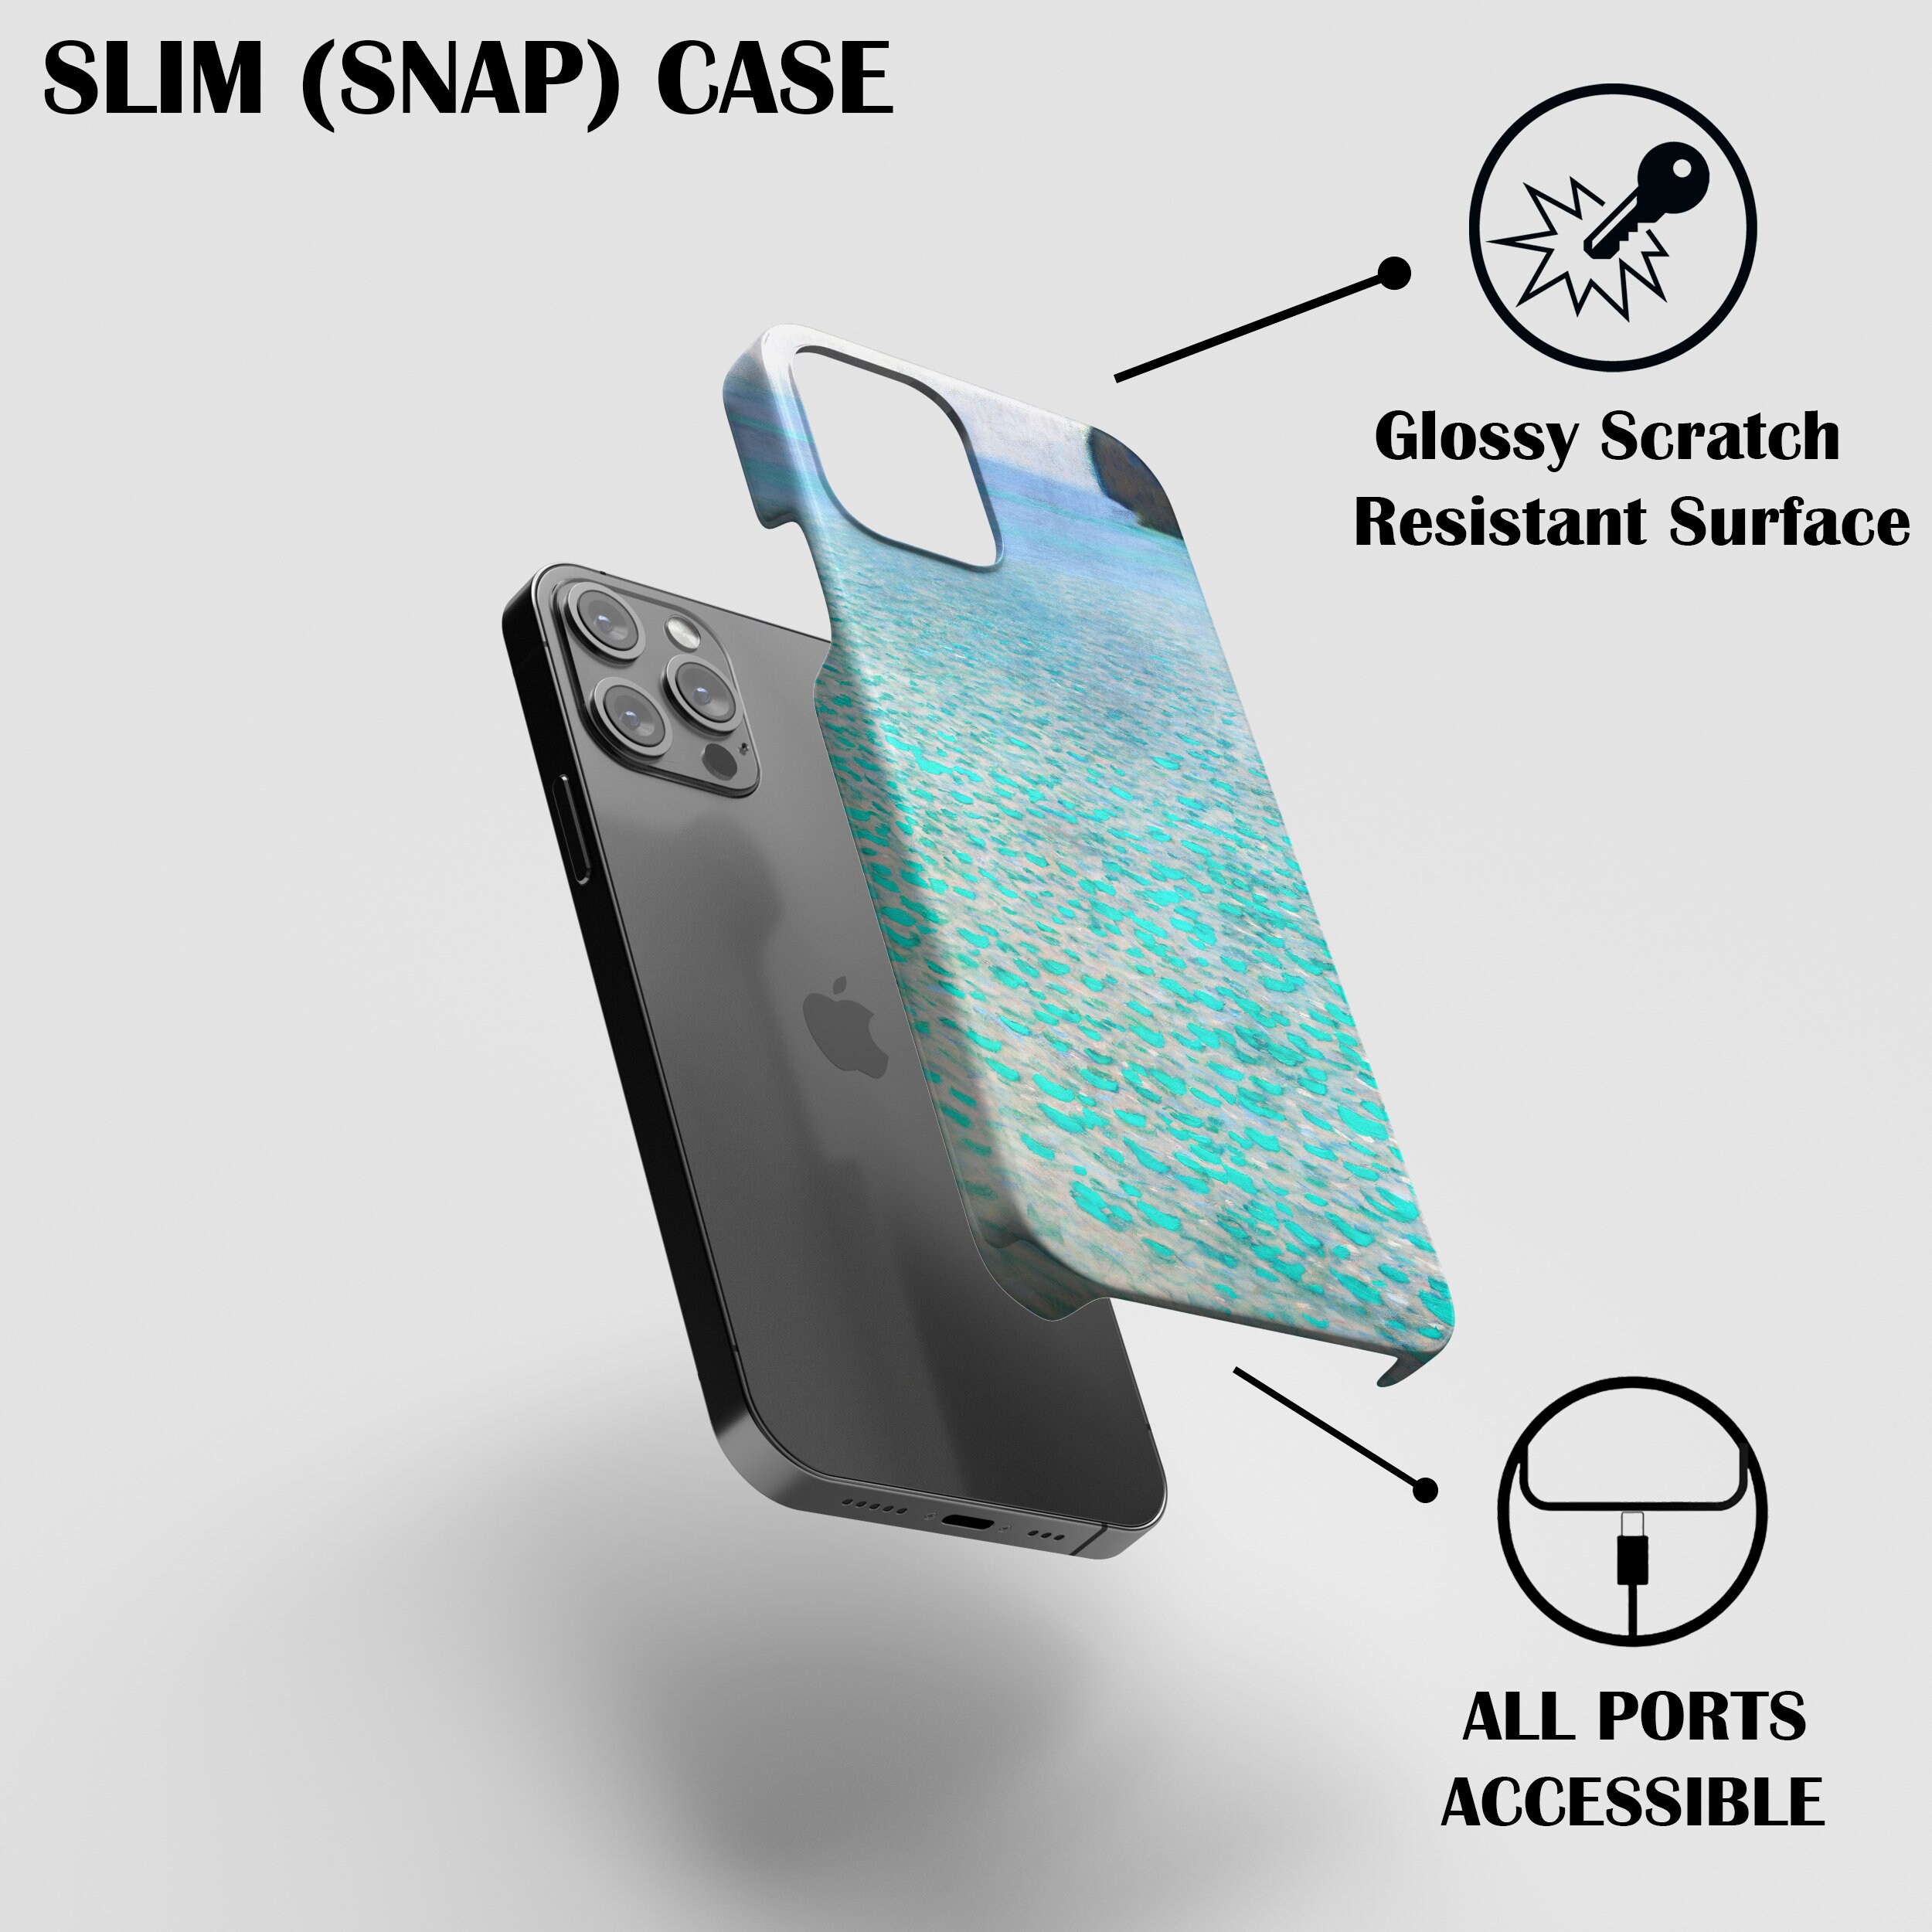 SLIM (SNAP) CASE
Glossy Scratch
Resistant Surface
ALL PORTS
ACCESSIBLE